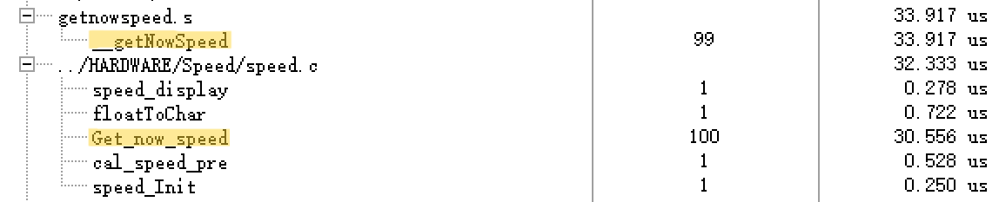 getnowspeed.s 33.917 us
__getNowSpeed 99 33.917 us
../HARDWARE/Speed/speed.c 32.333 us
speed_display 1 0.278 us
floatToChar 1 0.722 us
Get_now_speed 100 30.556 us
cal_speed_pre 1 0.528 us
speed_Init 1 0.250 us